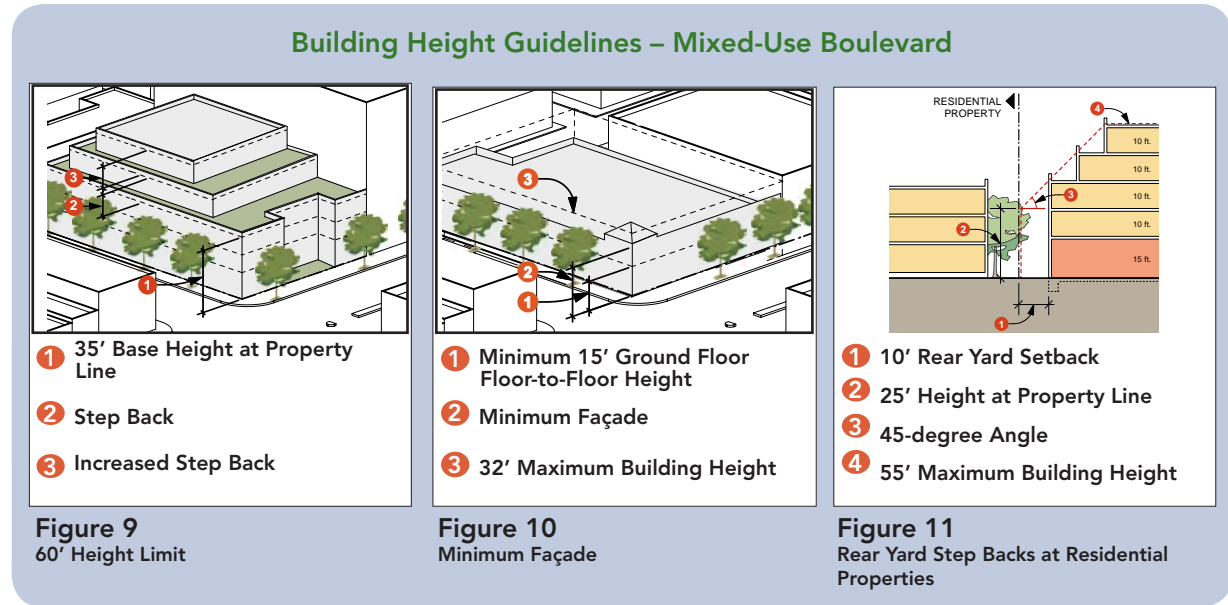 Building Height Guidelines – Mixed-Use Boulevard
3
2
1
1 35’ Base Height at Property
Line
2 Step Back
3 Increased Step Back
Figure 9
60’ Height Limit
3
2
1
1 Minimum 15’ Ground Floor
Floor-to-Floor Height
2 Minimum Façade
3 32’ Maximum Building Height
Figure 10
Minimum Façade
RESIDENTIAL
PROPERTY
4
10 ft.
10 ft.
3
10 ft.
2
10 ft.
15 ft.
1
1 10’ Rear Yard Setback
2 25’ Height at Property Line
3 45-degree Angle
4 55’ Maximum Building Height
Figure 11
Rear Yard Step Backs at Residential
Properties